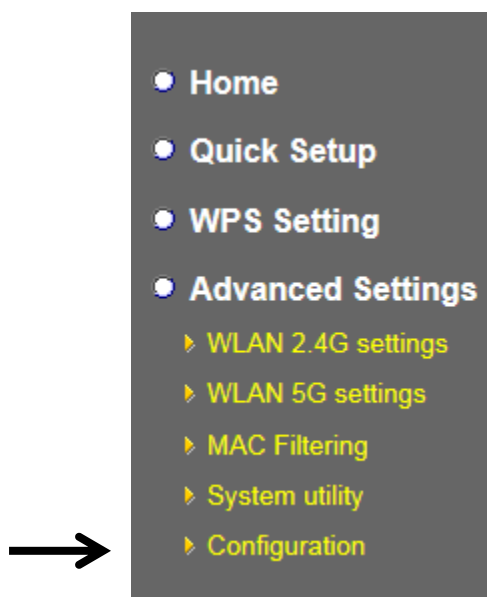 Home
Quick Setup
WPS Setting
Advanced Settings
WLAN 2.4G settings
WLAN 5G settings
MAC Filtering
System utility
Configuration